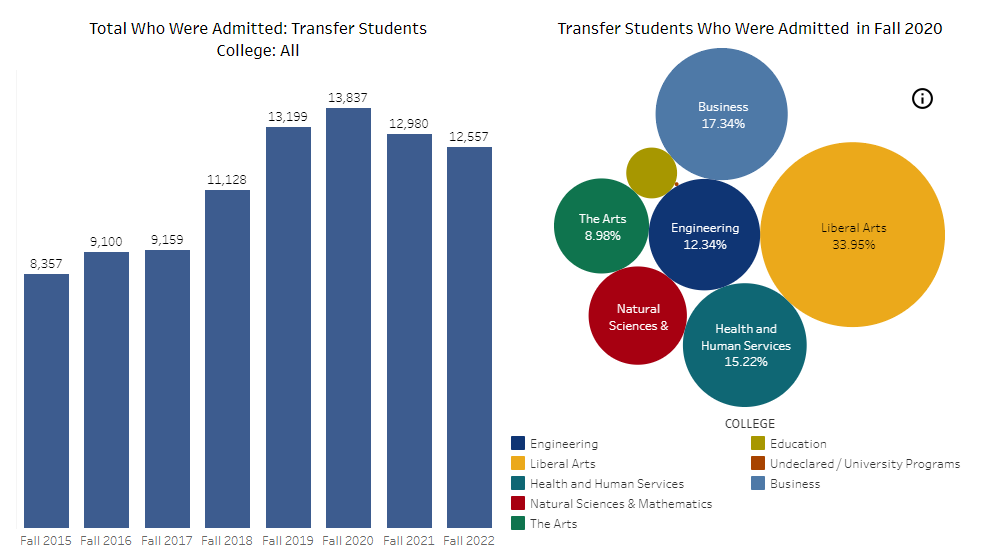 Total Who Were Admitted: Transfer Students
College: All
13,837
13,199
12,980
12,557
11,128
9,100
9,159
8,357
Fall 2015
Fall 2016
Fall 2017
Fall 2018
Fall 2019
Fall 2020
Fall 2021
Fall 2022
Transfer Students Who Were Admitted in Fall 2020
Business
17.34%
The Arts
8.98%
Engineering
12.34%
Liberal Arts
33.95%
Natural
Sciences &
Health and
Human Services
15.22%
COLLEGE
Engineering
Liberal Arts
Health and Human Services
Natural Sciences & Mathematics
The Arts
Education
Undeclared / University Programs
Business